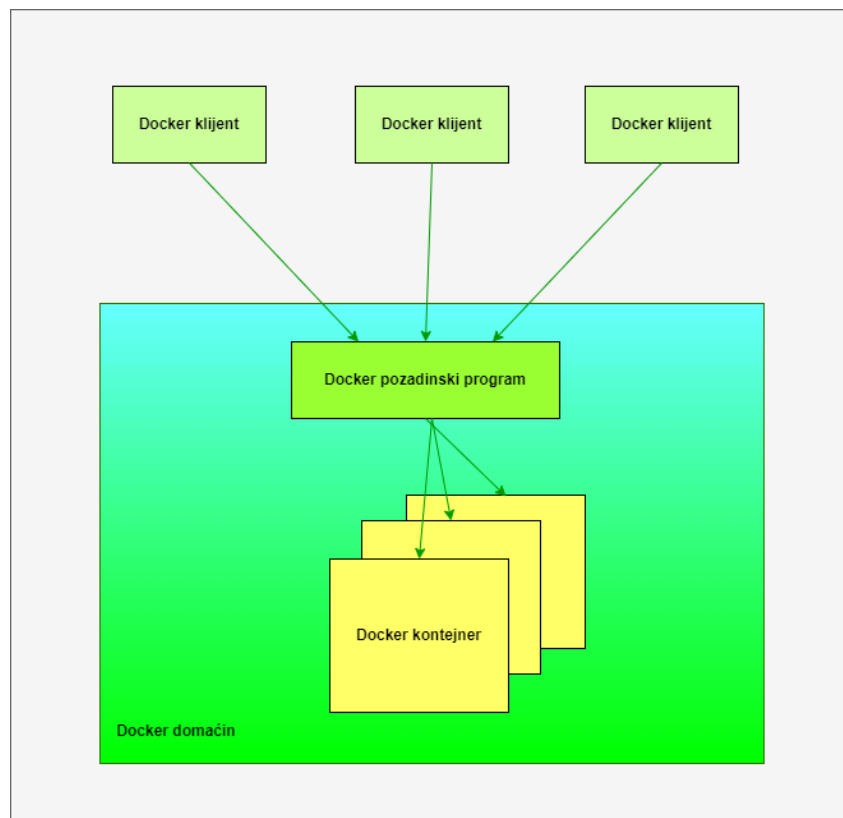 Docker klijent
Docker klijent
Docker klijent
Docker pozadinski program
Docker kontejner
Docker domaćin